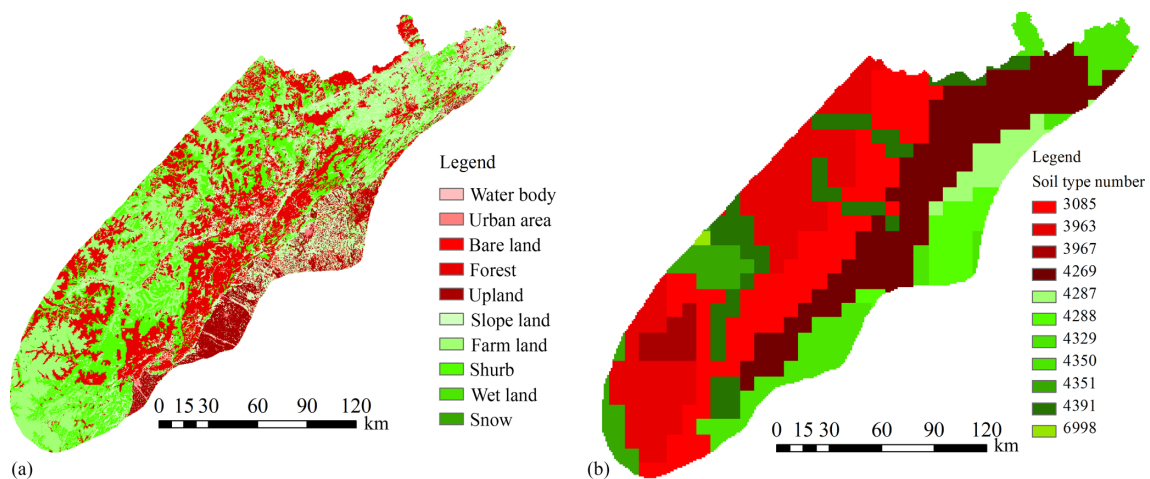 Legend
Water body
Urban area
Bare land
Forest
Upland
Slope land
Farm land
Shurb
Wet land
Snow
0 15 30 60 90 120
km
(a)
Legend
Soil type number
3085
3963
3967
4269
4287
4288
4329
4350
4351
4391
6998
0 15 30 60 90 120
km
(b)